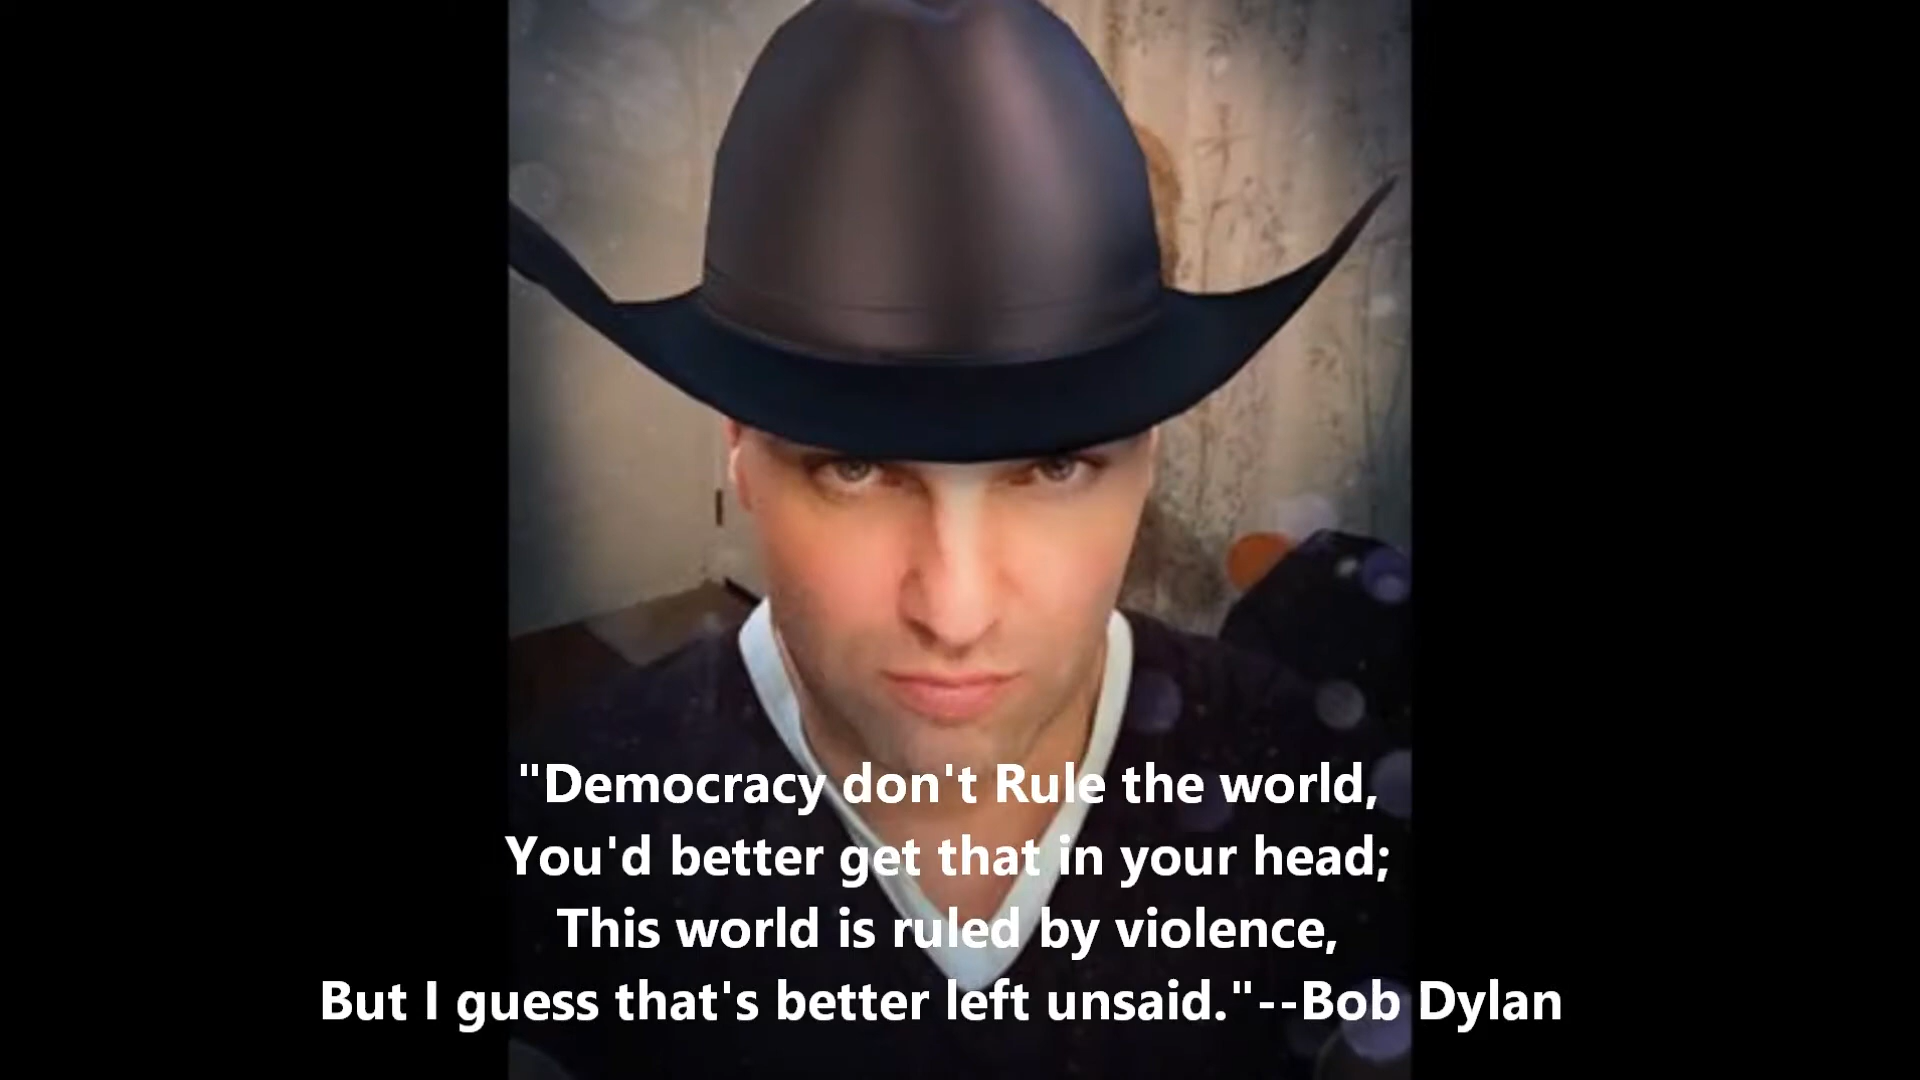 "Democracy don't Rule the world,
You'd better get that in your head;
This world is ruled by violence,
But I guess that's better left unsaid."--Bob Dylan